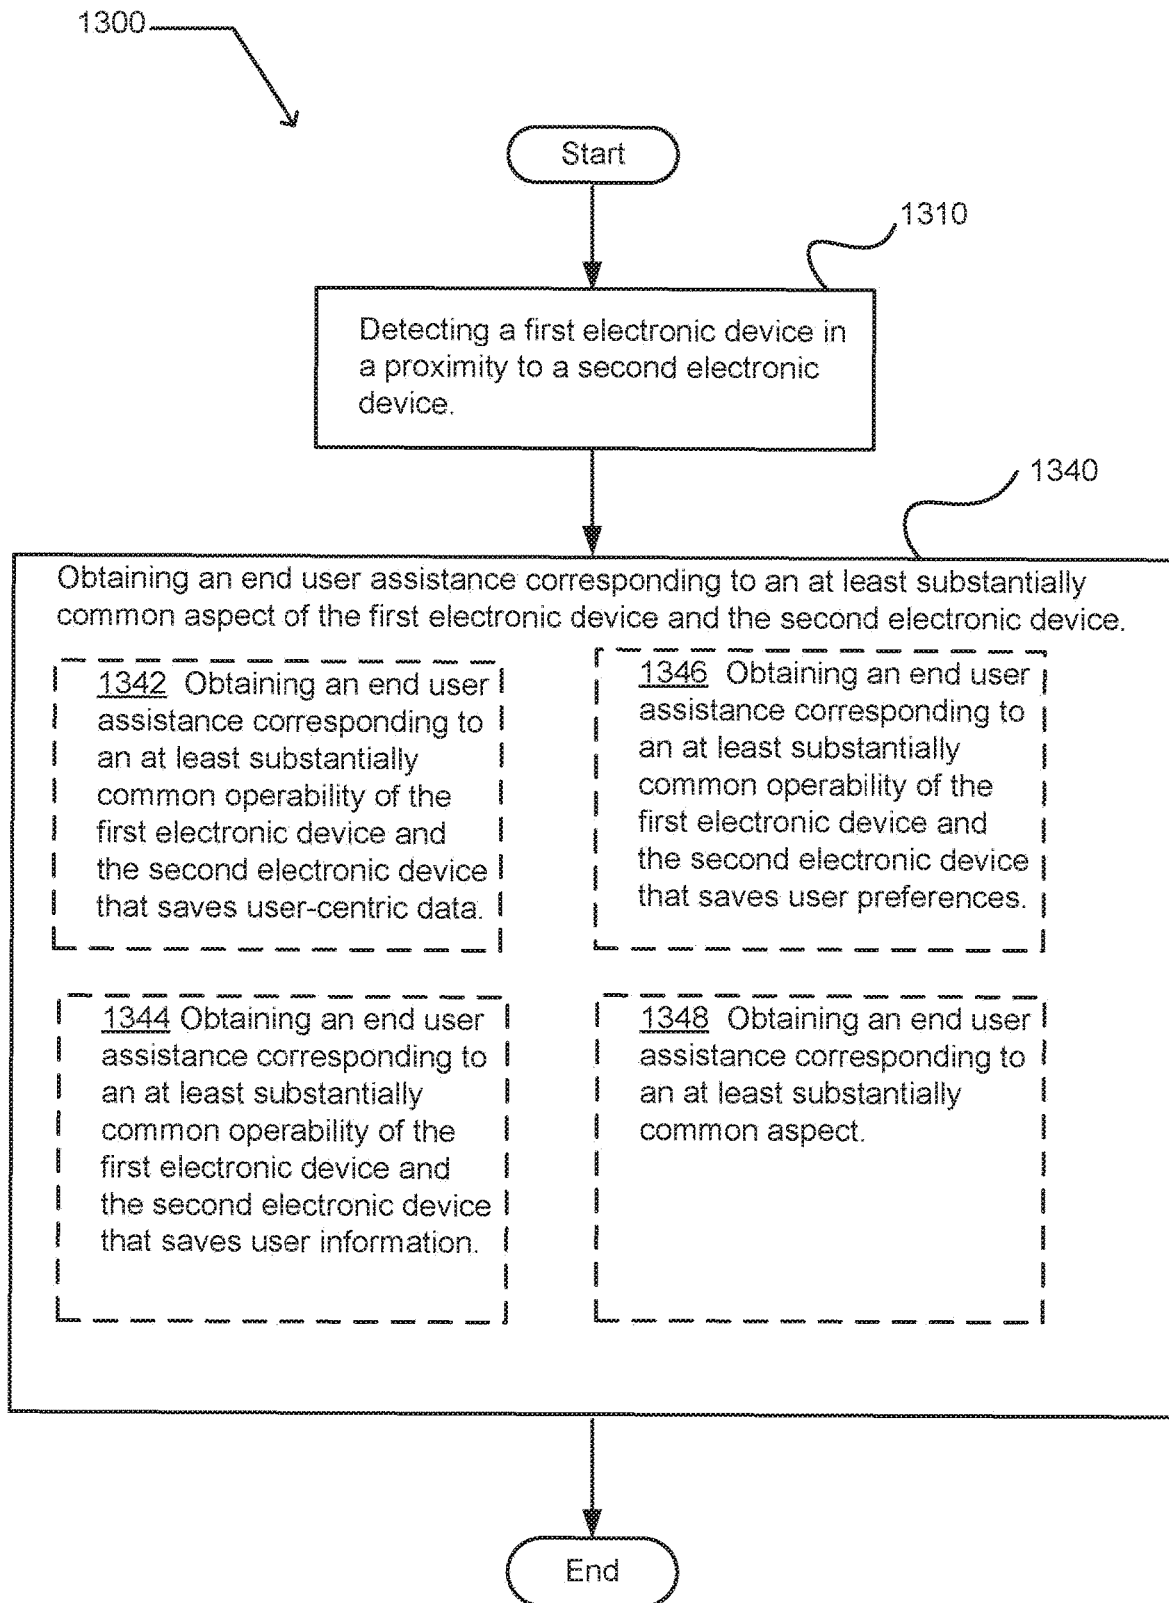 1300
Start
1310
Detecting a first electronic device in
a proximity to a second electronic
device.
1340
Obtaining an end user assistance corresponding to an at least substantially
common aspect of the first electronic device and the second electronic device.
1342 Obtaining an end user
assistance corresponding to
an at least substantially
common operability of the
first electronic device and
the second electronic device
that saves user-centric data.
1346 Obtaining an end user
assistance corresponding to
an at least substantially
common operability of the
first electronic device and
the second electronic device
that saves user preferences.
1344 Obtaining an end user
assistance corresponding to
an at least substantially
common operability of the
first electronic device and
the second electronic device
that saves user information.
1348 Obtaining an end user
assistance corresponding to
an at least substantially
common aspect.
End